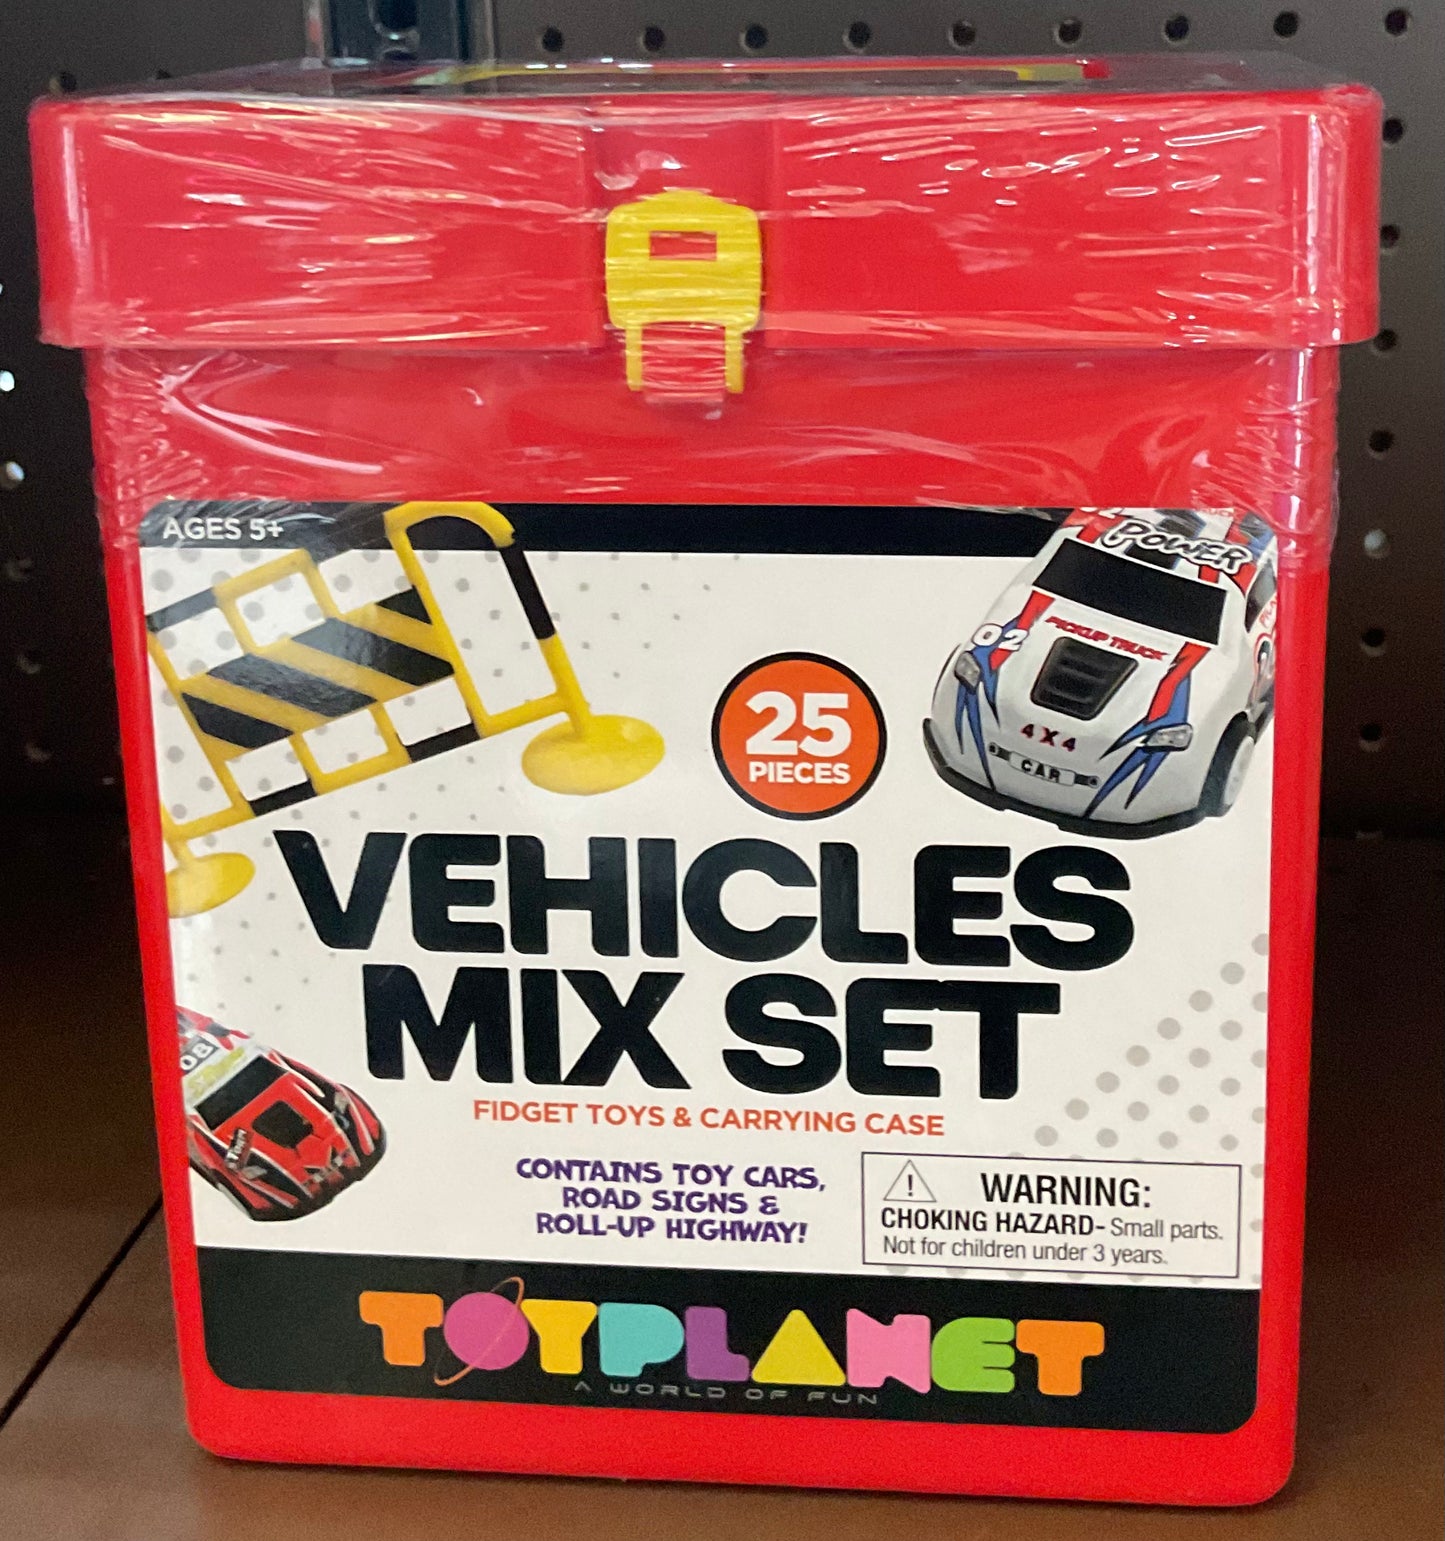 AGES 5+
POWER
02
PICKUP TRUCK
4X4
CAR
25
PIECES
VEHICLES
MIX SET
08
FIDGET TOYS & CARRYING CASE
CONTAINS TOY CARS,
ROAD SIGNS &
ROLL-UP HIGHWAY!
WARNING:
CHOKING HAZARD- Small parts.
Not for children under 3 years.
TOYPLANET
A WORLD OF FUN